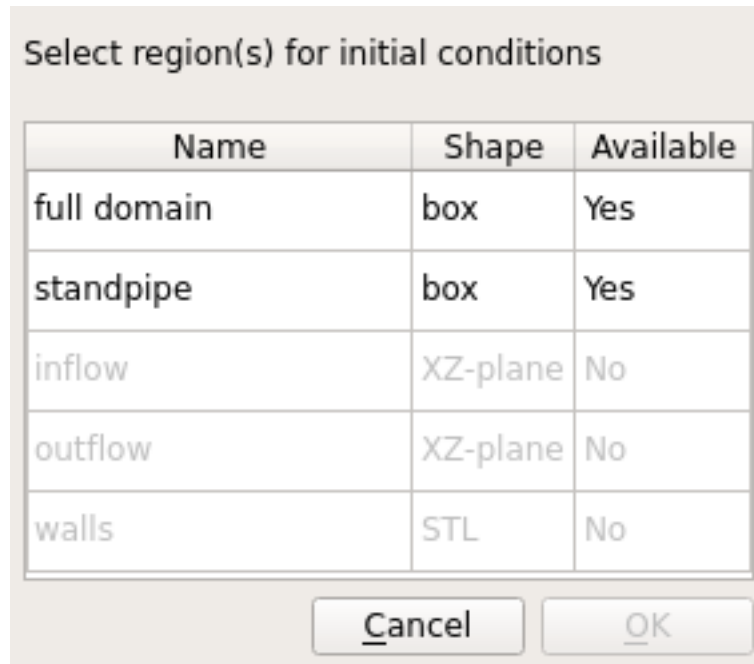 Select region(s) for initial conditions
Name Shape Available
full domain box Yes
standpipe box Yes
inflow XZ-plane No
outflow XZ-plane No
walls STL No
Cancel OK